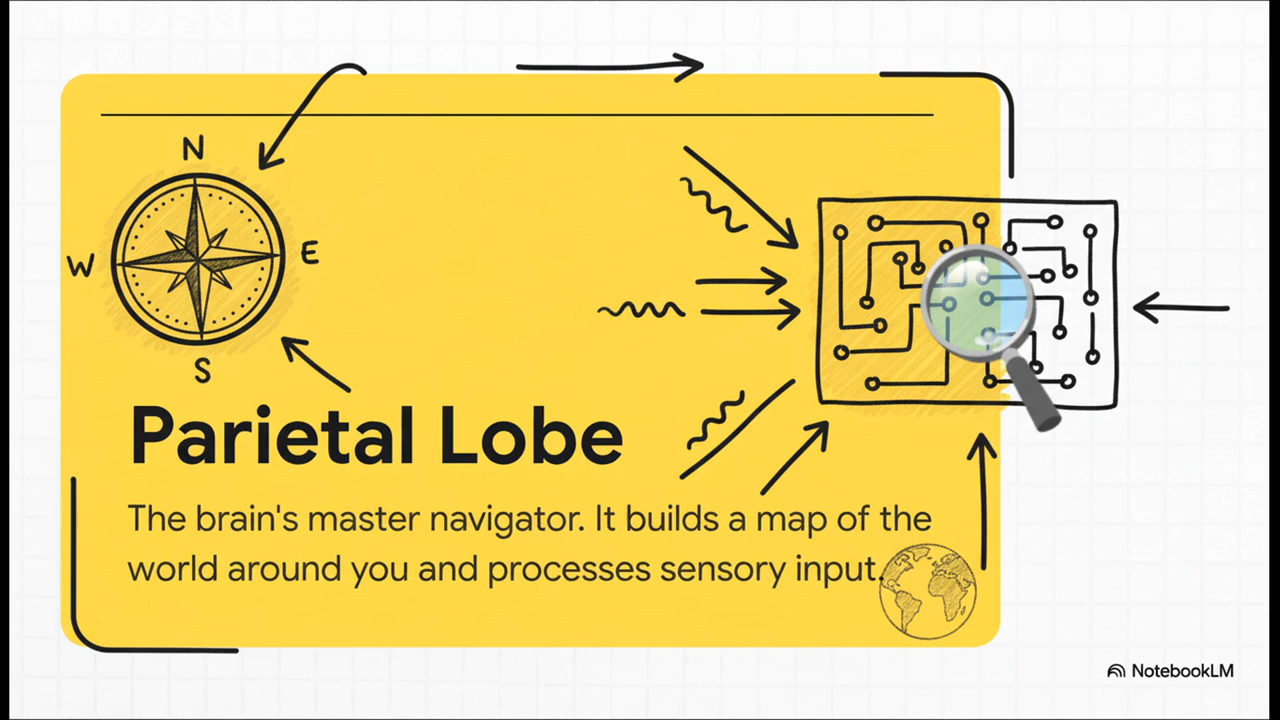 N
W
E
S
Parietal Lobe
The brain's master navigator. It builds a map of the
world around you and processes sensory input.
NotebookLM